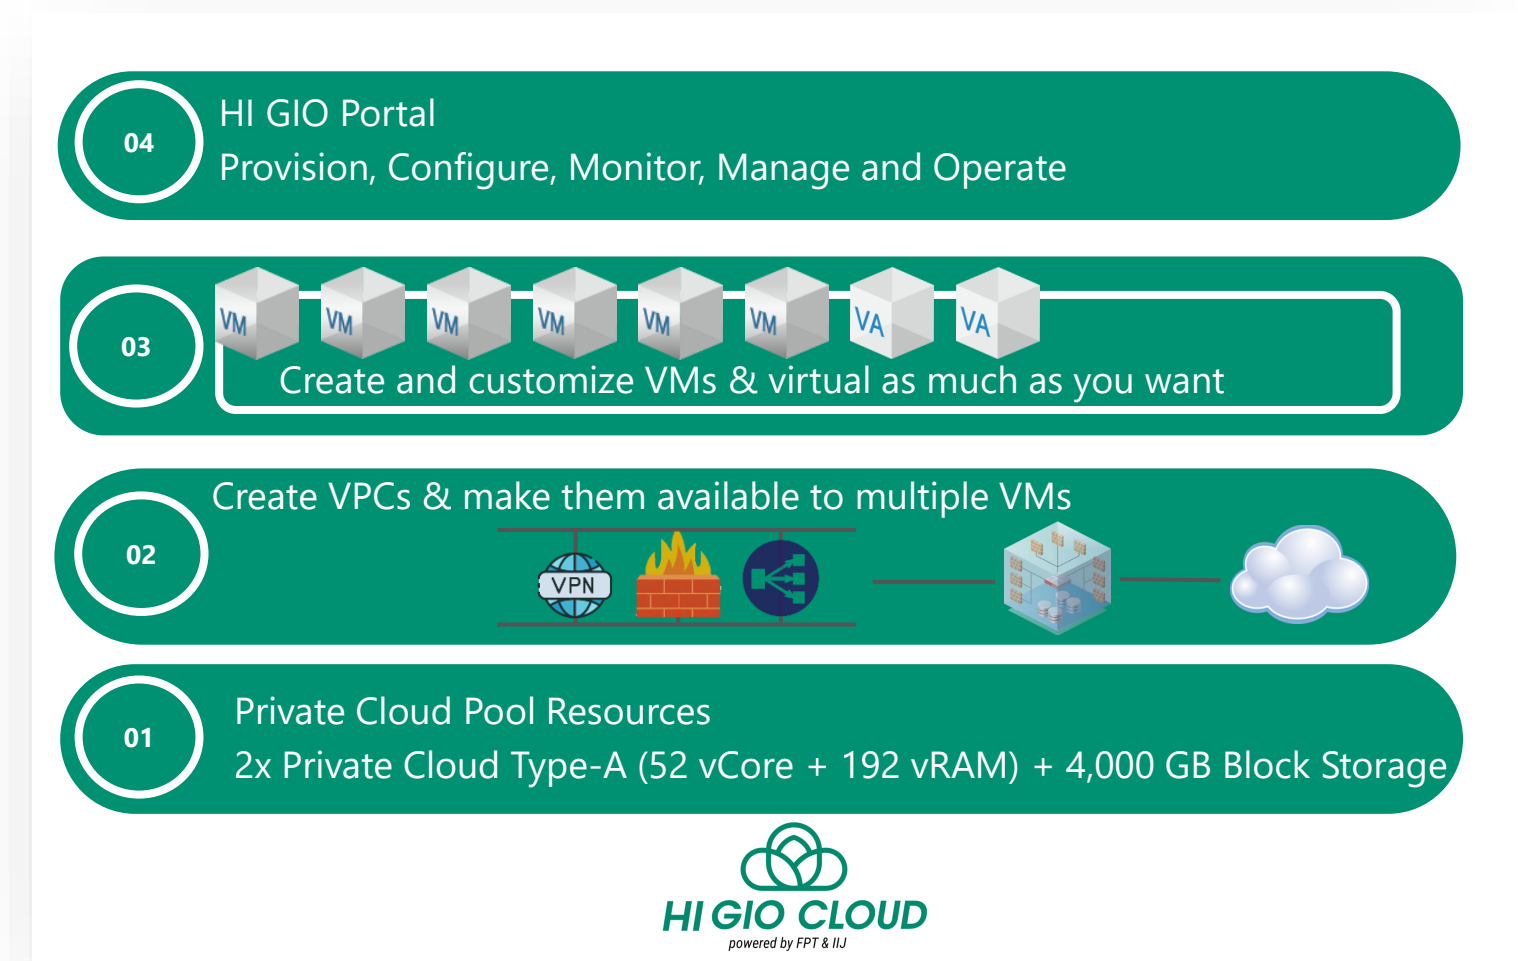 04
HI GIO Portal
Provision, Configure, Monitor, Manage and Operate
03
VM VM VM VM VM VM VA VA
Create and customize VMs & virtual as much as you want
02
Create VPCs & make them available to multiple VMs
VPN
01
Private Cloud Pool Resources
2x Private Cloud Type-A (52 vCore + 192 vRAM) + 4,000 GB Block Storage
HI GIO CLOUD
powered by FPT & IIJ